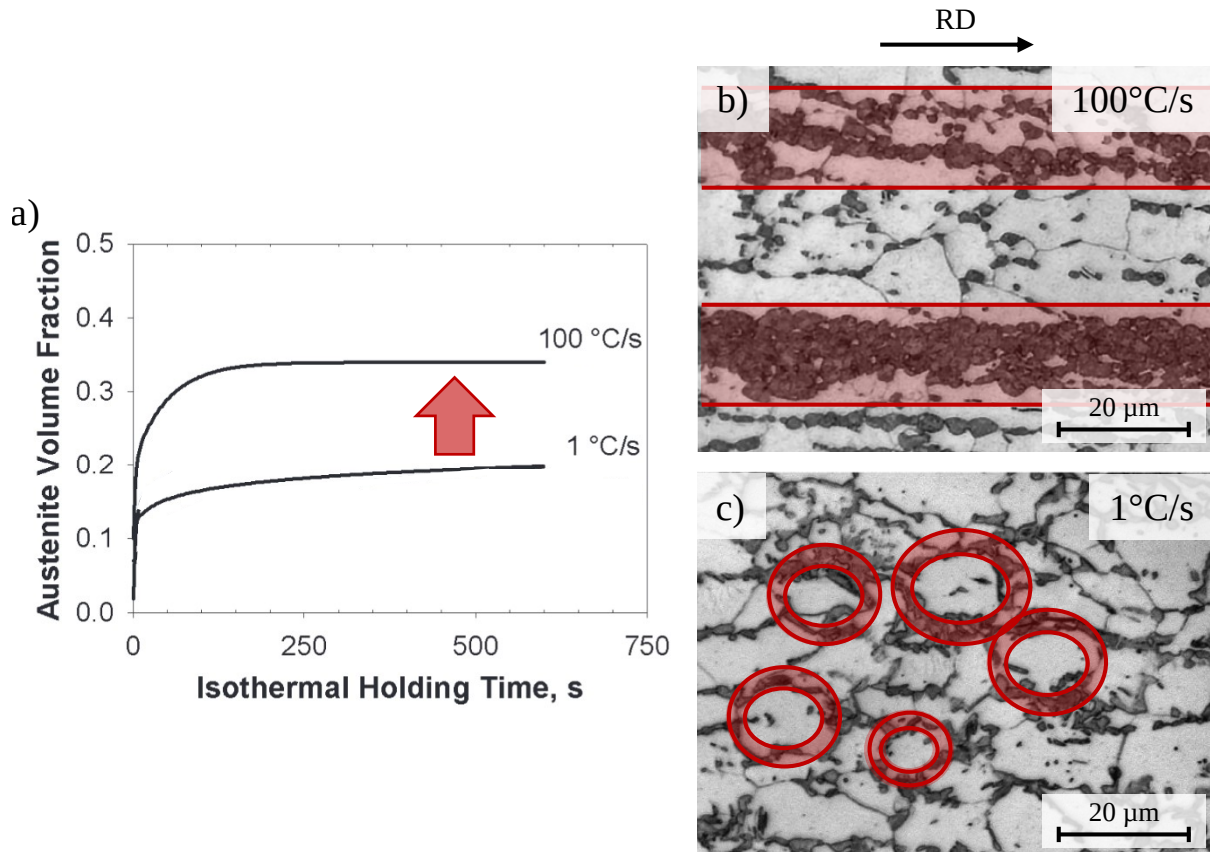 RD
b)
100°C/s
20 µm
a)
0.5
0.4
0.3
0.2
0.1
0.0
Austenite Volume Fraction
100 °C/s
1 °C/s
0
250
500
750
Isothermal Holding Time, s
c)
1°C/s
20 µm